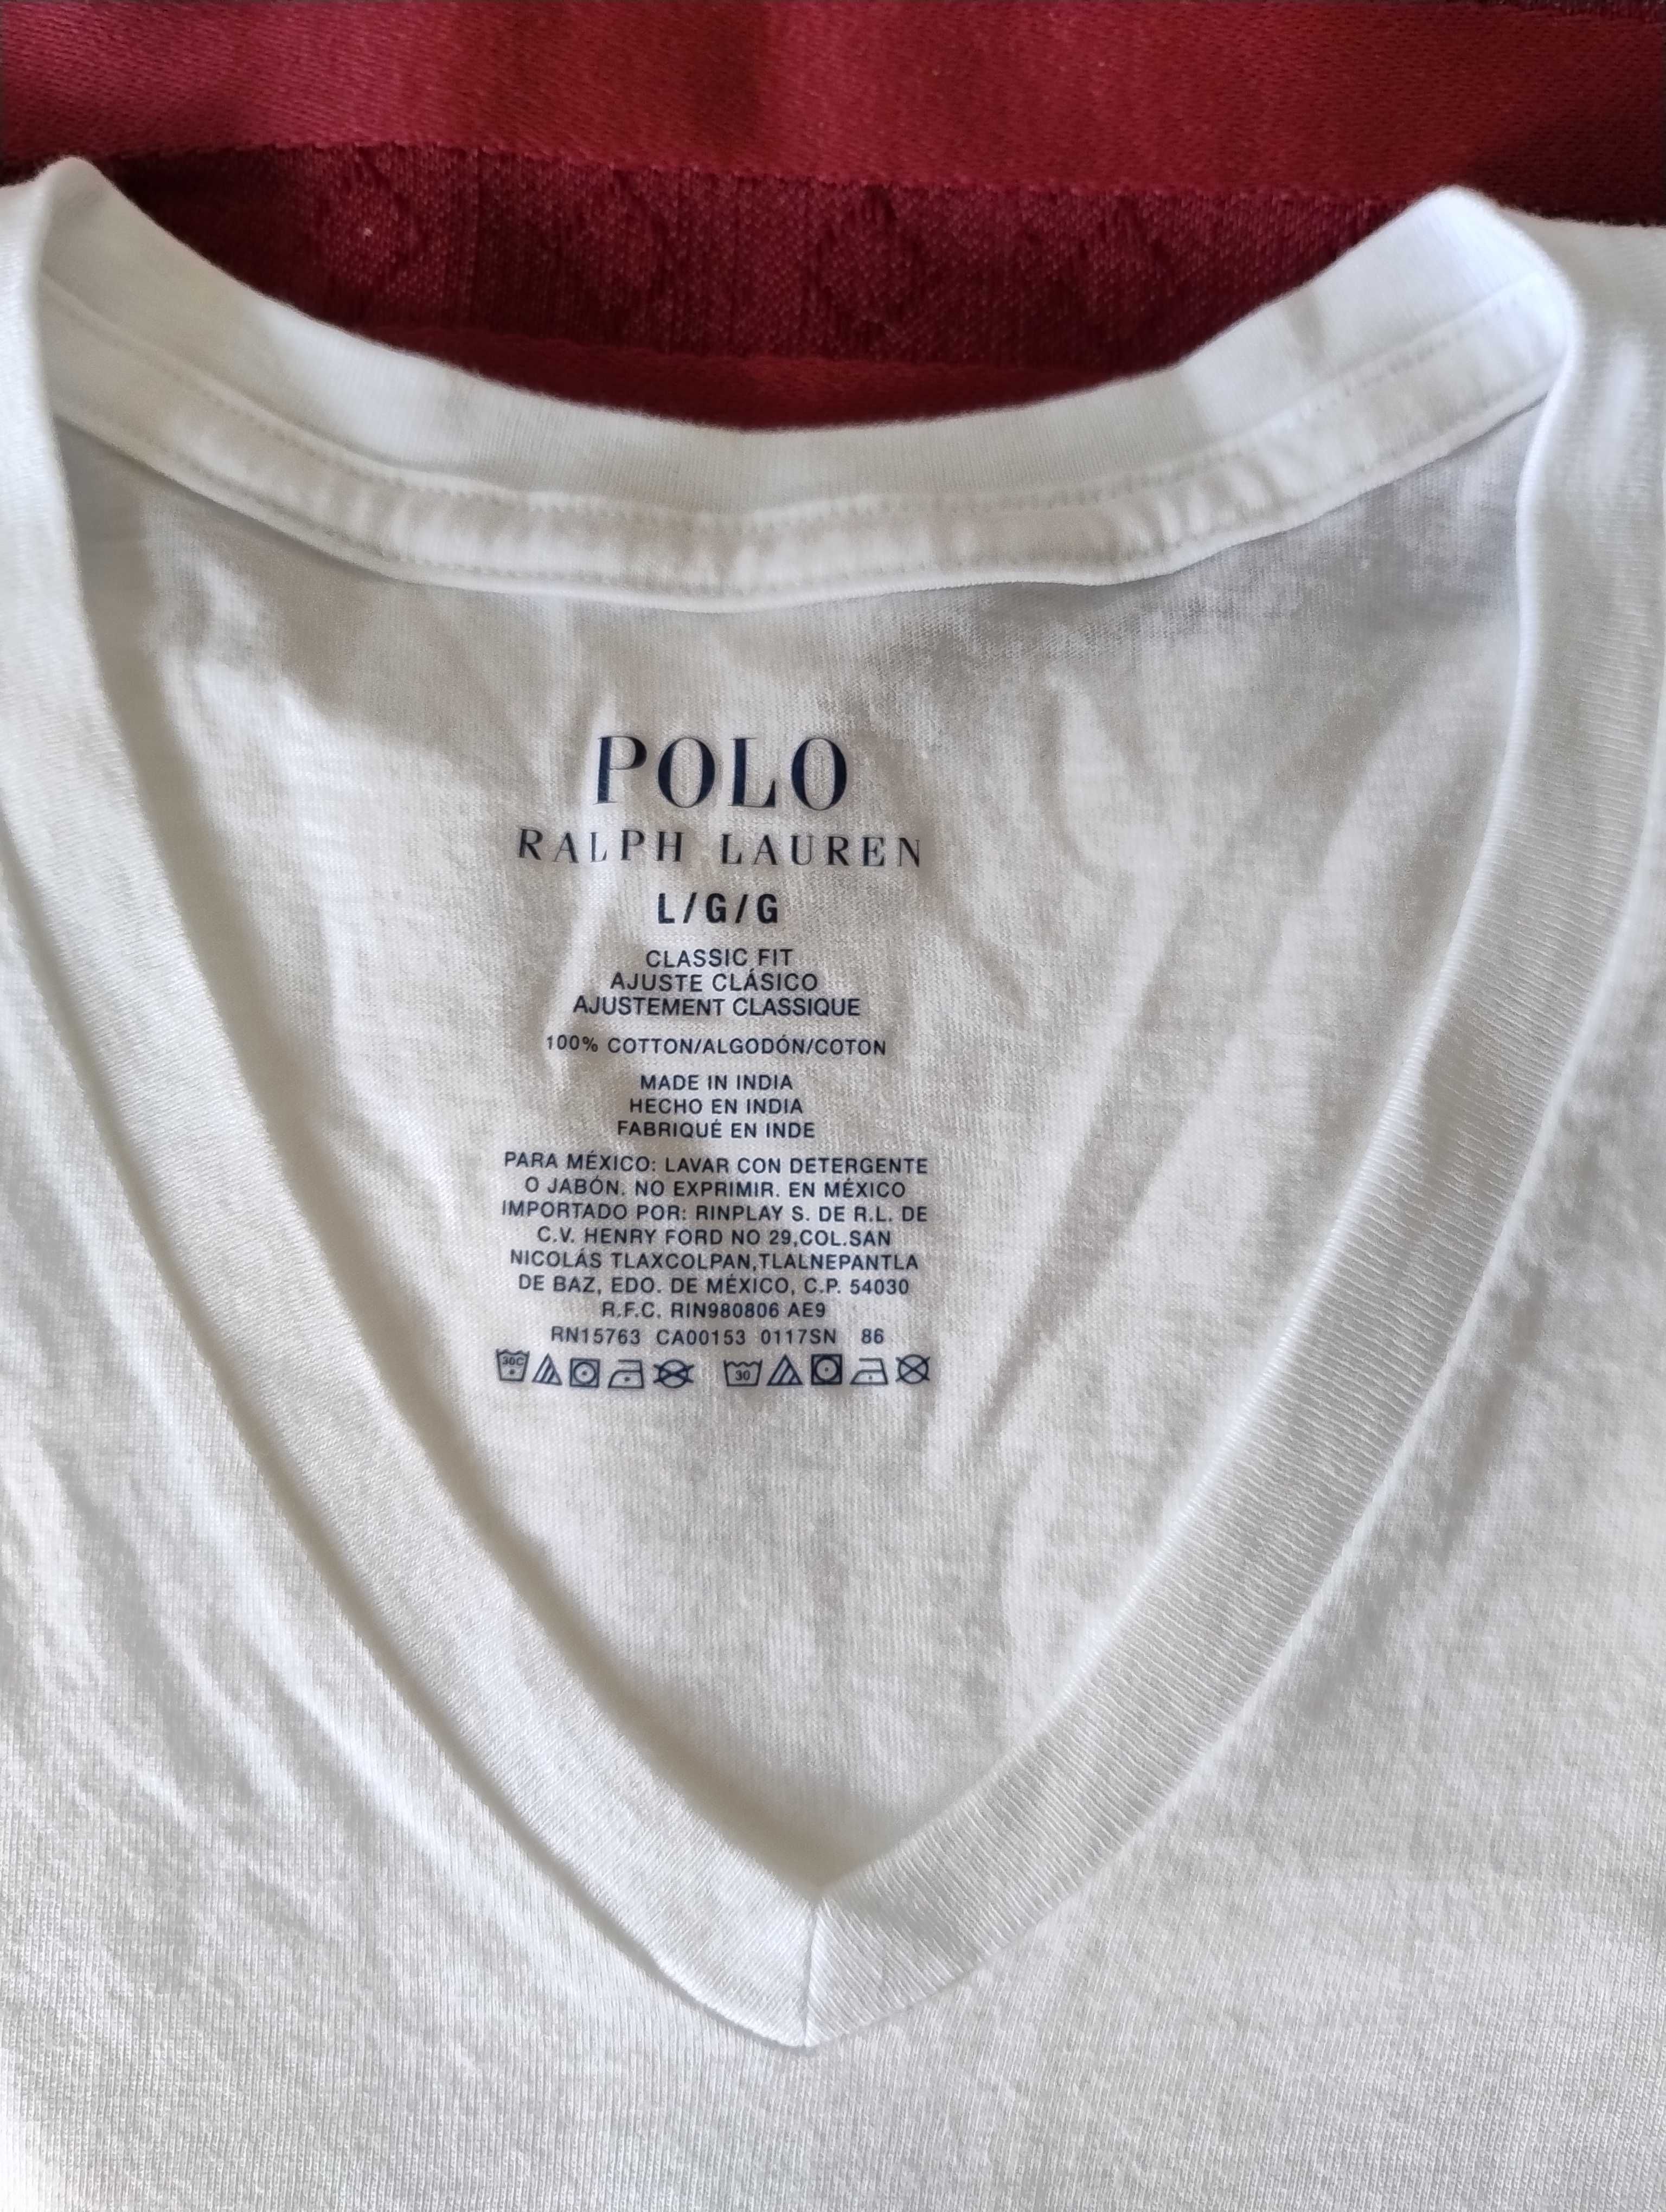 POLO
RALPH LAUREN
L/G/G
CLASSIC FIT
AJUSTE CLÁSICO
AJUSTEMENT CLASSIQUE
100% COTTON/ALGODÓN/COTON
MADE IN INDIA
HECHO EN INDIA
FABRIQUÉ EN INDE
PARA MÉXICO: LAVAR CON DETERGENTE
O JABÓN. NO EXPRIMIR. EN MÉXICO
IMPORTADO POR: RINPLAY S. DE R.L. DE
C.V. HENRY FORD NO 29,COL.SAN
NICOLÁS TLAXCOLPAN,TLALNEPANTLA
DE BAZ, EDO. DE MÉXICO, C.P. 54030
R.F.C. RIN980806 AE9
RN15763 CA00153 0117SN 86
30C 30